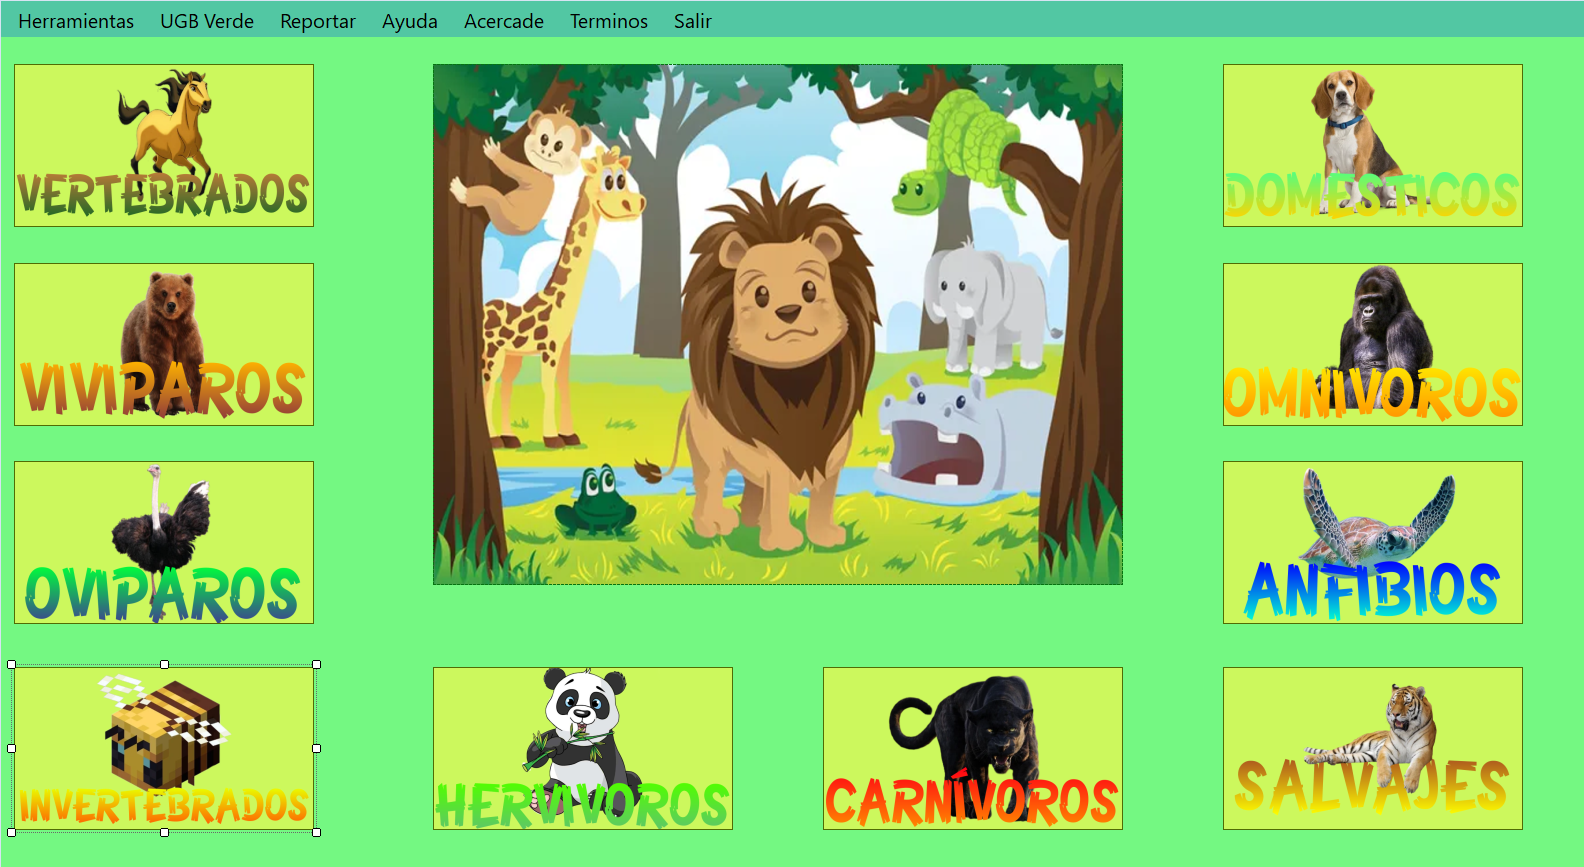 Herramientas UGB Verde Reportar Ayuda Acercade Terminos Salir
VERTEBRADOS
DOMESTICOS
VIVIPAROS
OMNIVOROS
OVIPAROS
ANFIBIOS
INVERTEBRADOS
HERVIVOROS
CARNÍVOROS
SALVAJES